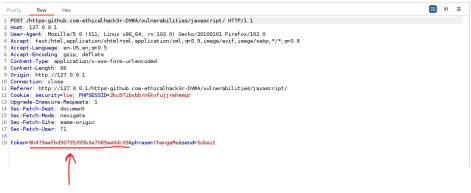 Pretty Raw Hex
1 POST /https-github.com-ethicalhack3r-DVWA/vulnerabilities/javascript/ HTTP/1.1
2 Host: 127.0.0.1
3 User-Agent: Mozilla/5.0 (X11; Linux x86_64; rv:102.0) Gecko/20100101 Firefox/102.0
4 Accept: text/html,application/xhtml+xml,application/xml;q=0.9,image/avif,image/webp,*/*;q=0.8
5 Accept-Language: en-US,en;q=0.5
6 Accept-Encoding: gzip, deflate
7 Content-Type: application/x-www-form-urlencoded
8 Content-Length: 66
9 Origin: http://127.0.0.1
10 Connection: close
11 Referer: http://127.0.0.1/https-github.com-ethicalhack3r-DVWA/vulnerabilities/javascript/
12 Cookie: security=low; PHPSESSID=
13 Upgrade-Insecure-Requests: 1
14 Sec-Fetch-Dest: document
15 Sec-Fetch-Mode: navigate
16 Sec-Fetch-Site: same-origin
17 Sec-Fetch-User: ?1
18
19 token=8b479aefbd90795395b3e7089ae0dc09&phrase=ChangeMe&send=Submit